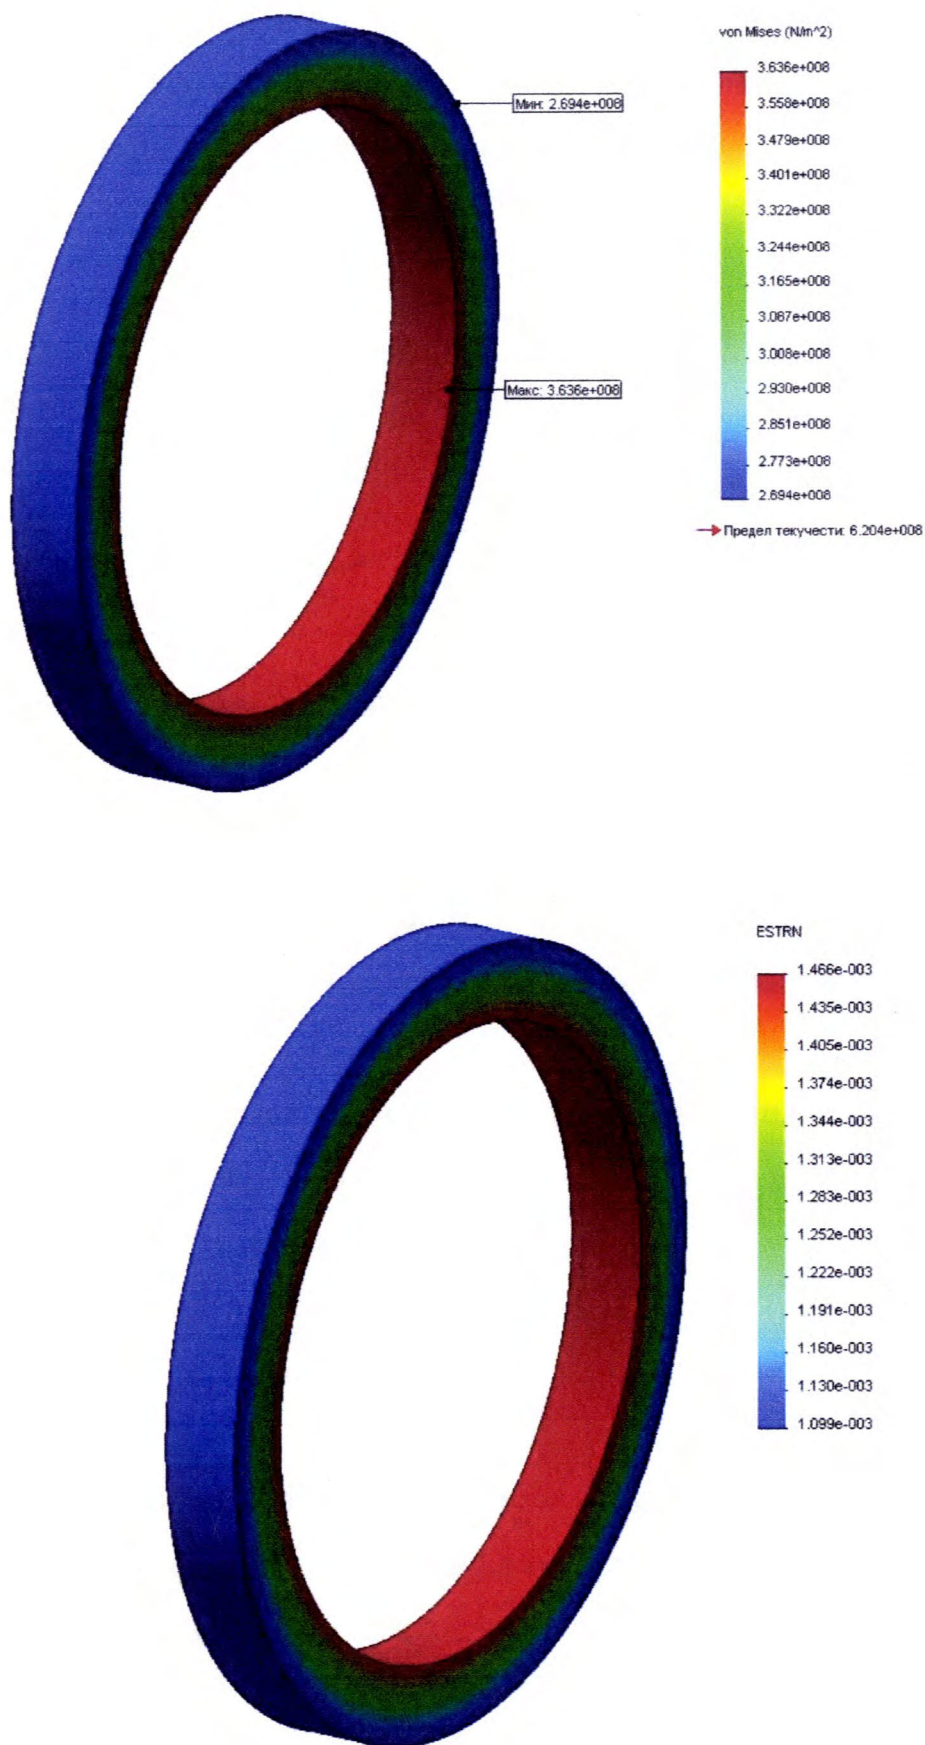 von Mises (N/m^2)
3.636e+008
3.558e+008
3.479e+008
3.401e+008
3.322e+008
3.244e+008
3.165e+008
3.087e+008
3.008e+008
2.930e+008
2.851e+008
2.773e+008
2.694e+008
Предел текучести: 6.204e+008
Мин: 2.694e+008
Макс: 3.636e+008
ESTRN
1.466e-003
1.435e-003
1.405e-003
1.374e-003
1.344e-003
1.313e-003
1.283e-003
1.252e-003
1.222e-003
1.191e-003
1.160e-003
1.130e-003
1.099e-003